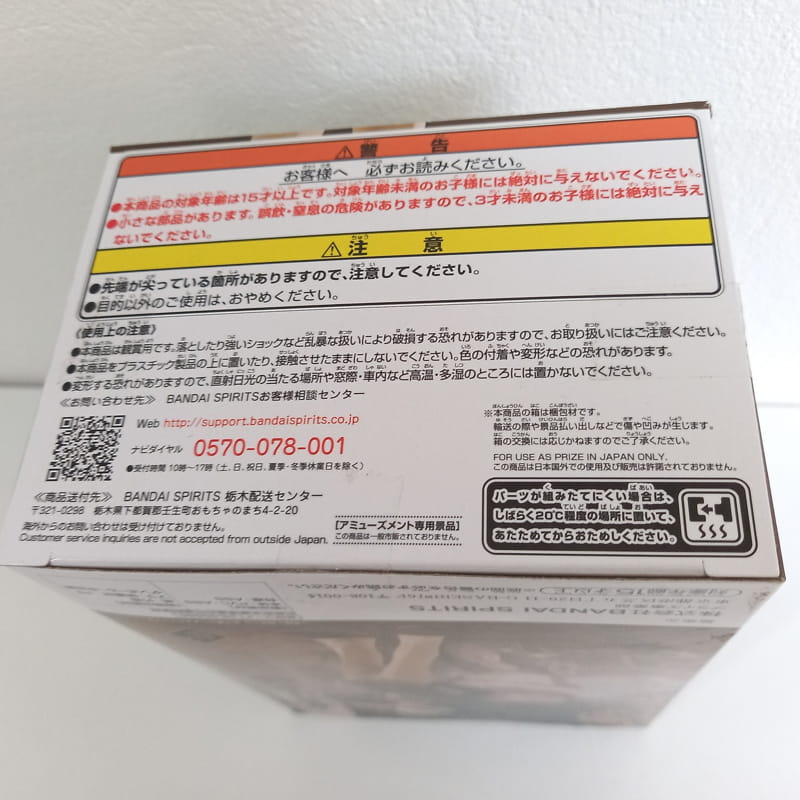 ⚠警告
お客様へ 必ずお読みください。
●本商品の対象年齢は15才以上です。対象年齢未満のお子様には絶対に与えないでください。
●小さな部品があります。誤飲・窒息の危険がありますので、3才未満のお子様には絶対に与え
ないでください。
⚠注意
●先端が尖っている箇所がありますので、注意してください。
●目的以外のご使用は、おやめください。
《使用上の注意》
●本商品は観賞用です。落としたり強いショックなど乱暴な扱いにより破損する恐れがありますので、お取り扱いにはご注意ください。
●本商品をプラスチック製品の上に置いたり、接触させたままにしないでください。色の付着や変形などの恐れがあります。
●変形する恐れがありますので、直射日光の当たる場所や窓際・車内など高温・多湿のところには置かないでください。
≪お問い合わせ先≫ BANDAI SPIRITSお客様相談センター
Web http://support.bandaispirits.co.jp
ナビダイヤル 0570-078-001
●受付時間 10時〜17時(土、日、祝日、夏季・冬季休業日を除く)
≪商品送付先≫ BANDAI SPIRITS 栃木配送センター
〒321-0298 栃木県下都賀郡壬生町おもちゃのまち4-2-20
海外からのお問い合わせは受け付けておりません。
Customer service inquiries are not accepted from outside Japan.
【アミューズメント専用景品】
この商品は一般市販されておりません。
※本商品の箱は梱包材です。
輸送の際や景品払い出しなどで傷や凹みが生じます。
箱の交換には応じかねますのでご了承ください。
FOR USE AS PRIZE IN JAPAN ONLY.
この商品は日本国外での使用及び販売は許諾されておりません。
パーツが組みたてにくい場合は、
しばらく20℃程度の場所に置いて、
あたためてからおためしください。
株式会社BANDAI SPIRITS
対象年齢15才以上